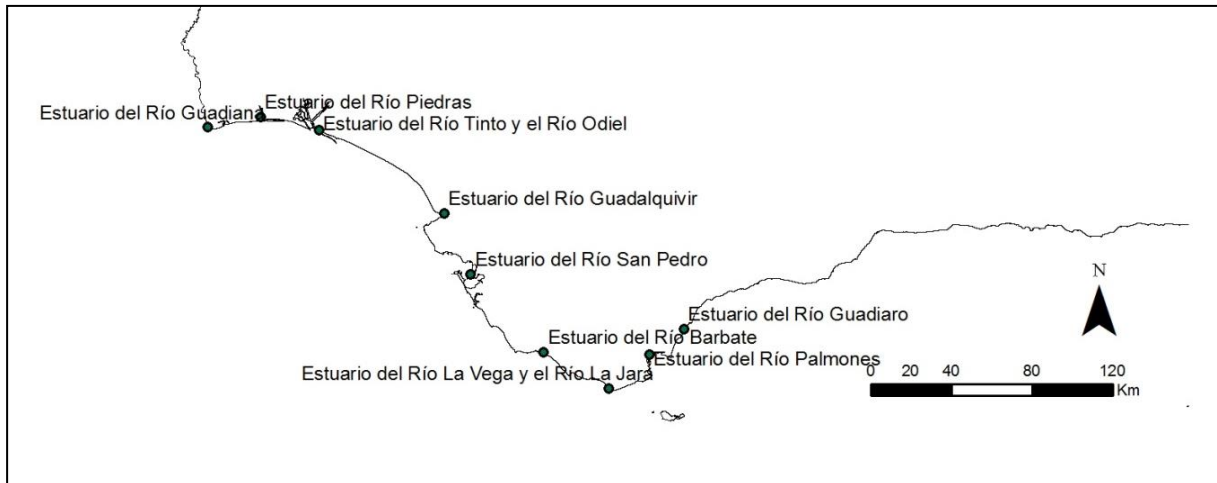 Estuario del Río Piedras
Estuario del Río Guadiana
Estuario del Río Tinto y el Río Odiel
Estuario del Río Guadalquivir
Estuario del Río San Pedro
N
Estuario del Río Guadiaro
Estuario del Río Barbate
Estuario del Río Palmones
Estuario del Río La Vega y el Río La Jara
0 20 40 80 120
Km